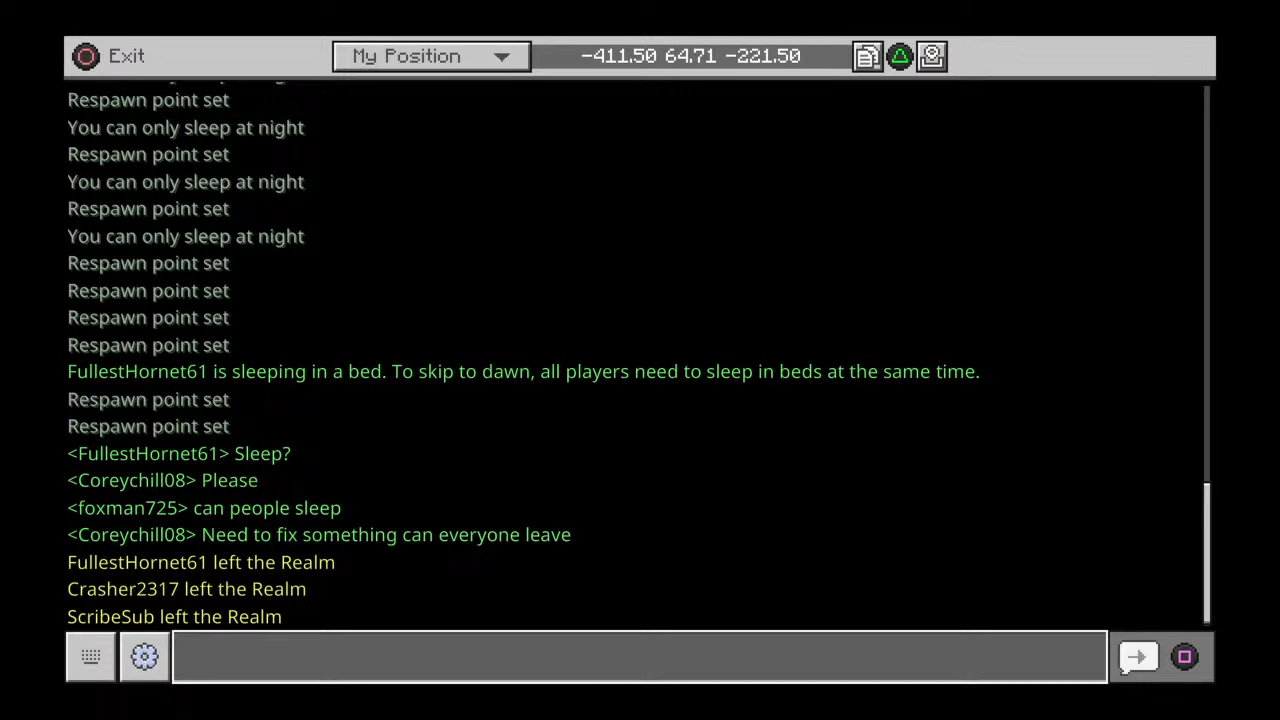 Exit
My Position
-411.50 64.71 -221.50
Respawn point set
You can only sleep at night
Respawn point set
You can only sleep at night
Respawn point set
You can only sleep at night
Respawn point set
Respawn point set
Respawn point set
Respawn point set
FullestHornet61 is sleeping in a bed. To skip to dawn, all players need to sleep in beds at the same time.
Respawn point set
Respawn point set
<FullestHornet61> Sleep?
<Coreychill08> Please
<foxman725> can people sleep
<Coreychill08> Need to fix something can everyone leave
FullestHornet61 left the Realm
Crasher2317 left the Realm
ScribeSub left the Realm